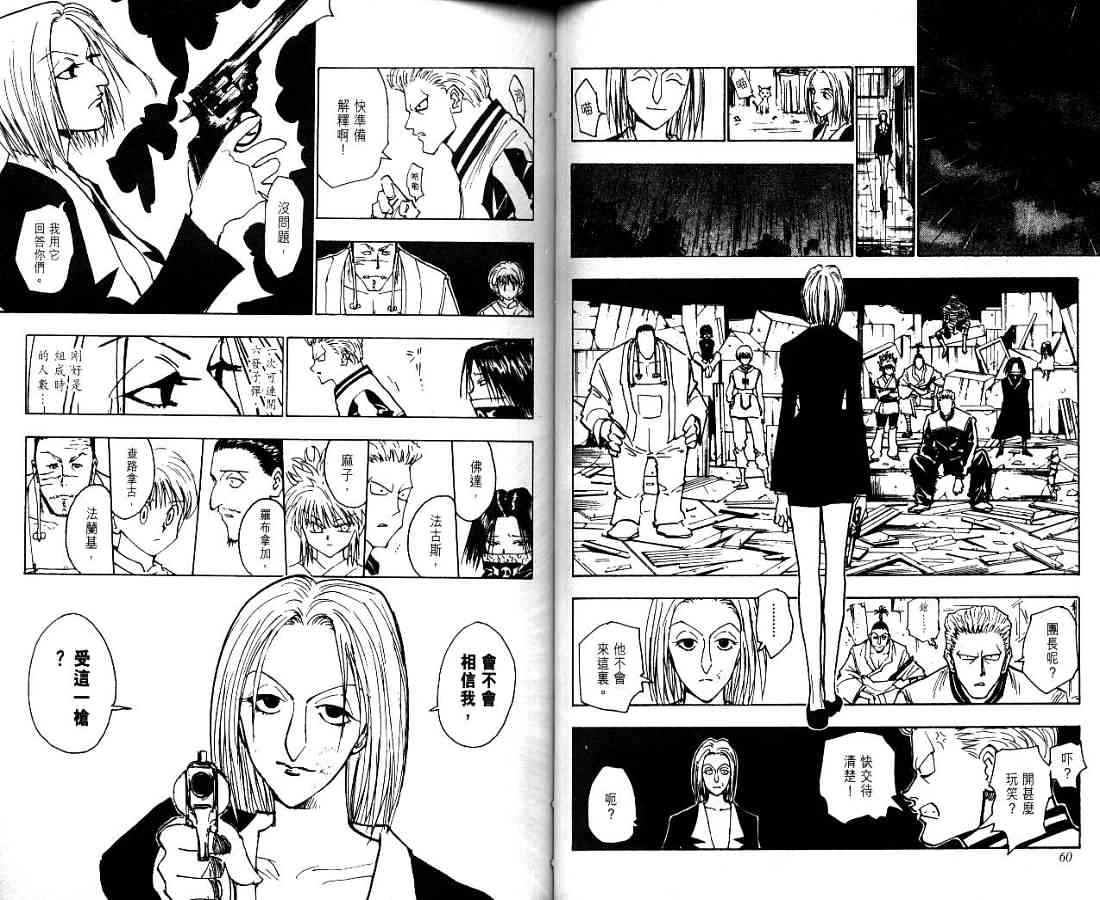 喵
喵
團長呢？
哈
………
他不會
來這裏。
吓？
開甚麼
玩笑？
快交待
清楚！
呃？
60
快準備
解釋啊！
沒問題，
我用它
回答你們。
一次可連開
六發子彈，
剛好是
組成時
的人數…
佛達，
法古斯，
麻子，
羅布拿加，
查路拿古，
法蘭基，
會不會
相信我，
受這一槍
？